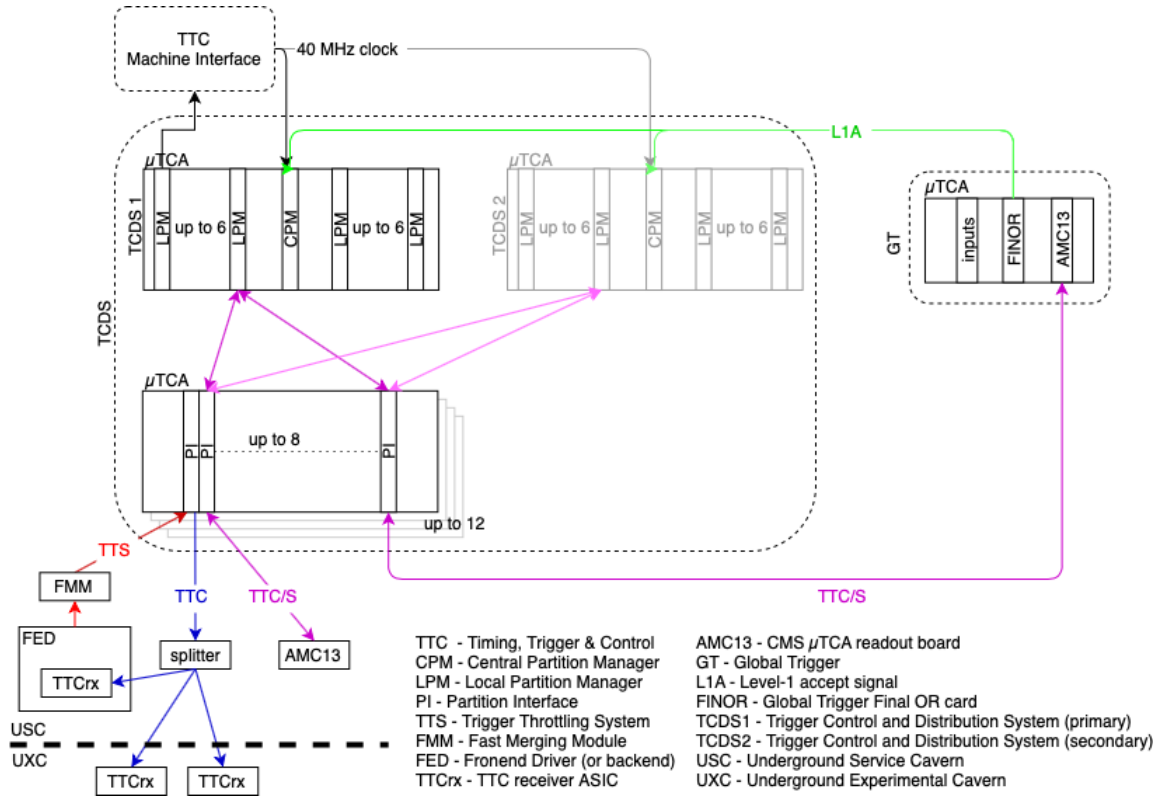 TTC
Machine Interface
40 MHz clock
L1A
TCDS
µTCA
TCDS 1
LPM
up to 6
LPM
CPM
LPM
up to 6
LPM
µTCA
TCDS 2
LPM
up to 6
LPM
CPM
LPM
up to 6
LPM
µTCA
GT
inputs
FINOR
AMC13
µTCA
PI
PI
up to 8
PI
up to 12
TTS
FMM
TTC
TTC/S
TTC/S
FED
TTCrx
splitter
AMC13
USC
UXC
TTCrx
TTCrx
TTC - Timing, Trigger & Control
CPM - Central Partition Manager
LPM - Local Partition Manager
PI - Partition Interface
TTS - Trigger Throttling System
FMM - Fast Merging Module
FED - Fronend Driver (or backend)
TTCrx - TTC receiver ASIC
AMC13 - CMS µTCA readout board
GT - Global Trigger
L1A - Level-1 accept signal
FINOR - Global Trigger Final OR card
TCDS1 - Trigger Control and Distribution System (primary)
TCDS2 - Trigger Control and Distribution System (secondary)
USC - Underground Service Cavern
UXC - Underground Experimental Cavern